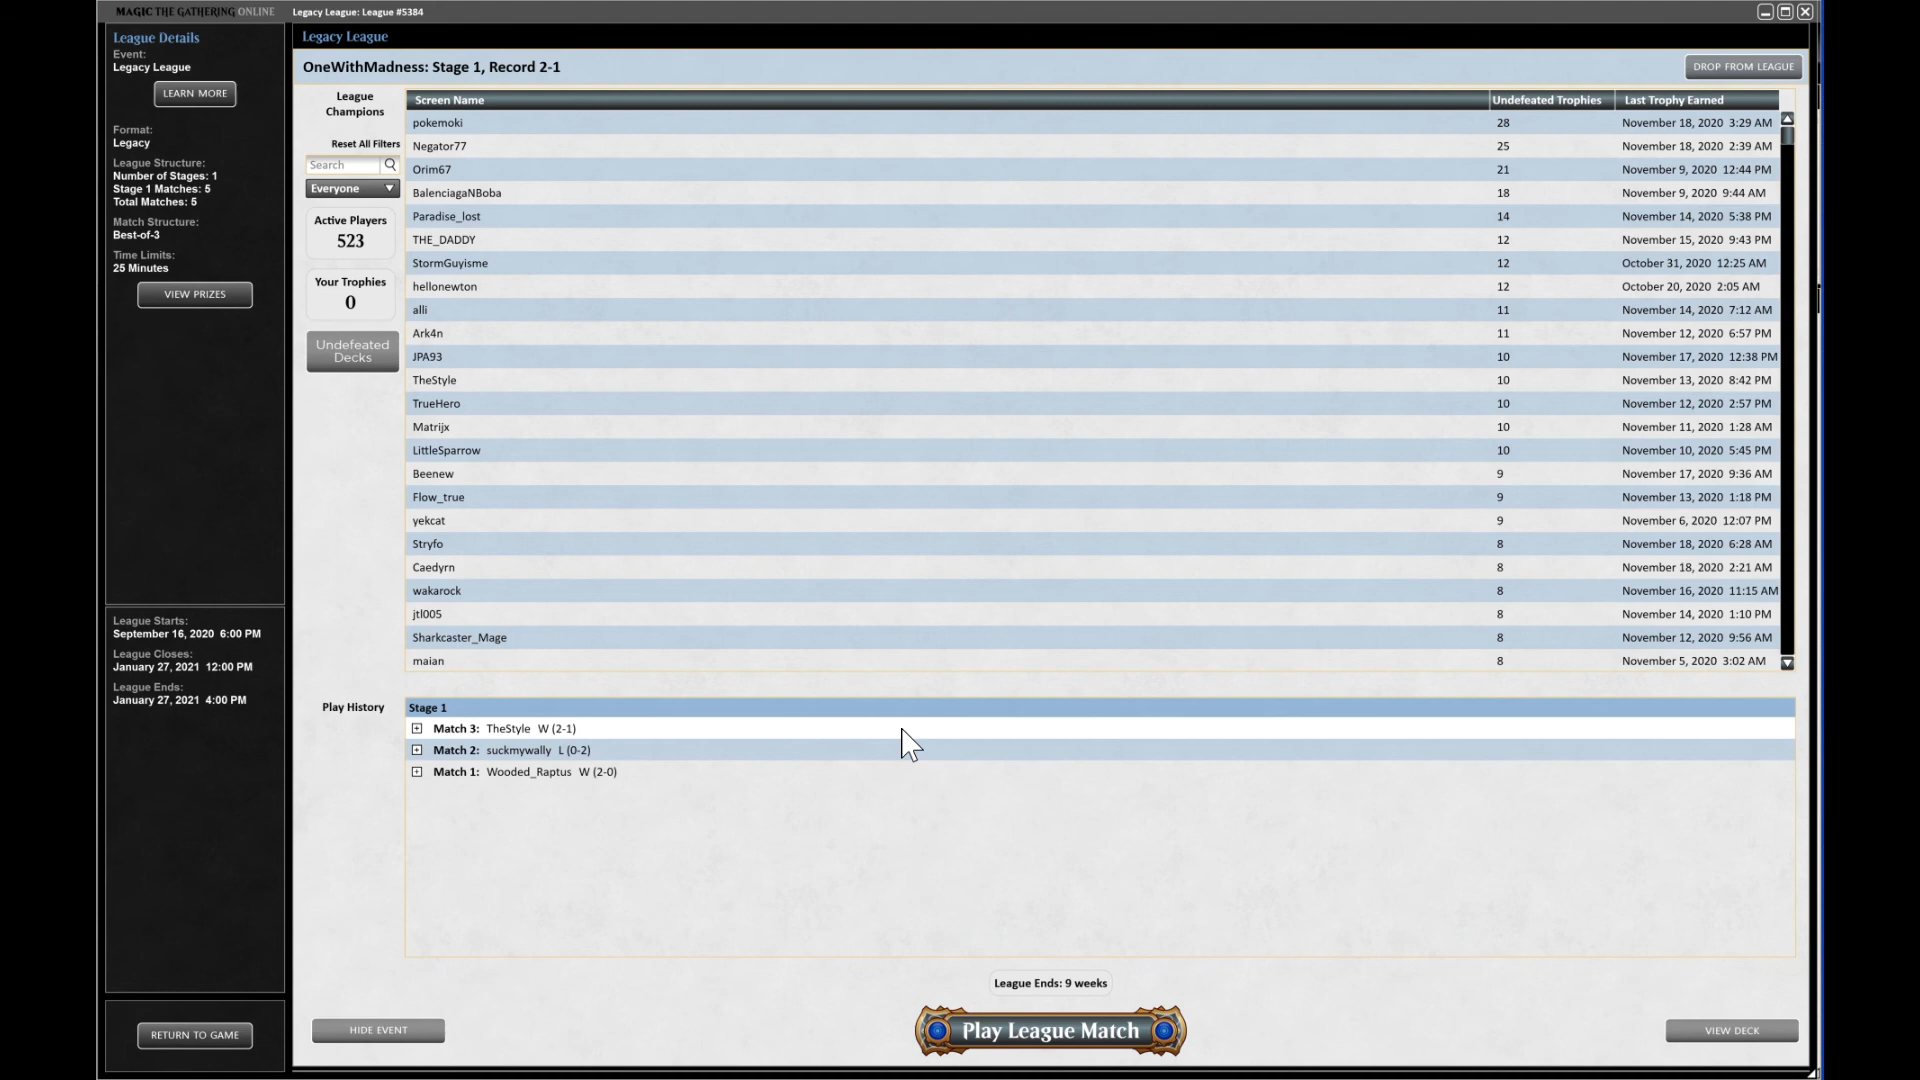 MAGIC THE GATHERING ONLINE
Legacy League: League #5384
League Details
Event:
Legacy League
LEARN MORE
Format:
Legacy
League Structure:
Number of Stages: 1
Stage 1 Matches: 5
Total Matches: 5
Match Structure:
Best-of-3
Time Limits:
25 Minutes
VIEW PRIZES
League Starts:
September 16, 2020 6:00 PM
League Closes:
January 27, 2021 12:00 PM
League Ends:
January 27, 2021 4:00 PM
RETURN TO GAME
Legacy League
OneWithMadness: Stage 1, Record 2-1
DROP FROM LEAGUE
League
Champions
Reset All Filters
Search
Everyone
Active Players
523
Your Trophies
0
Undefeated
Decks
Screen Name Undefeated Trophies Last Trophy Earned
pokemoki 28 November 18, 2020 3:29 AM
Negator77 25 November 18, 2020 2:39 AM
Orim67 21 November 9, 2020 12:44 PM
BalenciagaNBoba 18 November 9, 2020 9:44 AM
Paradise_lost 14 November 14, 2020 5:38 PM
THE_DADDY 12 November 15, 2020 9:43 PM
StormGuyisme 12 October 31, 2020 12:25 AM
hellonewton 12 October 20, 2020 2:05 AM
alli 11 November 14, 2020 7:12 AM
Ark4n 11 November 12, 2020 6:57 PM
JPA93 10 November 17, 2020 12:38 PM
TheStyle 10 November 13, 2020 8:42 PM
TrueHero 10 November 12, 2020 2:57 PM
Matrijx 10 November 11, 2020 1:28 AM
LittleSparrow 10 November 10, 2020 5:45 PM
Beenew 9 November 17, 2020 9:36 AM
Flow_true 9 November 13, 2020 1:18 PM
yekcat 9 November 6, 2020 12:07 PM
Stryfo 8 November 18, 2020 6:28 AM
Caedyrn 8 November 18, 2020 2:21 AM
wakarock 8 November 16, 2020 11:15 AM
jtl005 8 November 14, 2020 1:10 PM
Sharkcaster_Mage 8 November 12, 2020 9:56 AM
maian 8 November 5, 2020 3:02 AM
Play History
Stage 1
Match 3: TheStyle W (2-1)
Match 2: suckmywally L (0-2)
Match 1: Wooded_Raptus W (2-0)
League Ends: 9 weeks
HIDE EVENT
Play League Match
VIEW DECK